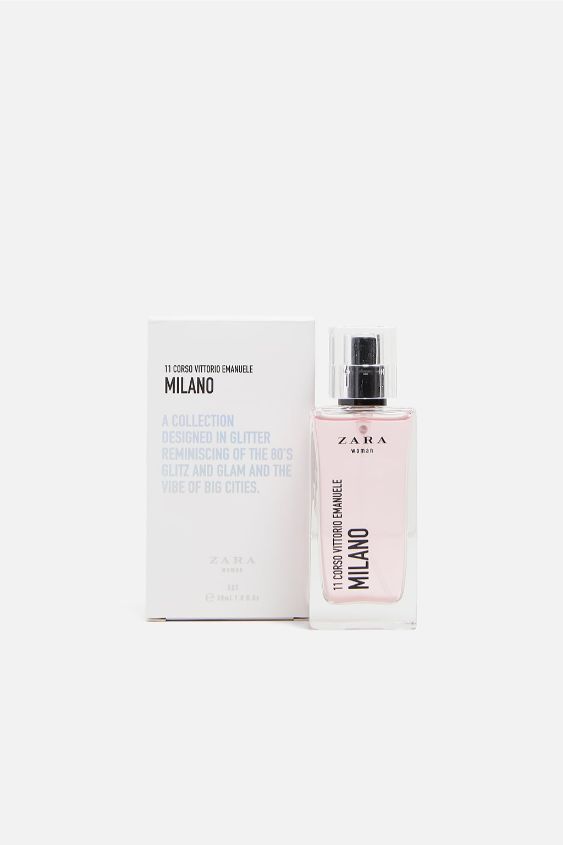 11 CORSO VITTORIO EMANUELE
MILANO
A COLLECTION
DESIGNED IN GLITTER
REMINISCING OF THE 80'S
GLITZ AND GLAM AND THE
VIBE OF BIG CITIES.
ZARA
WOMAN
ZARA
woman
11 CORSO VITTORIO EMANUELE
MILANO